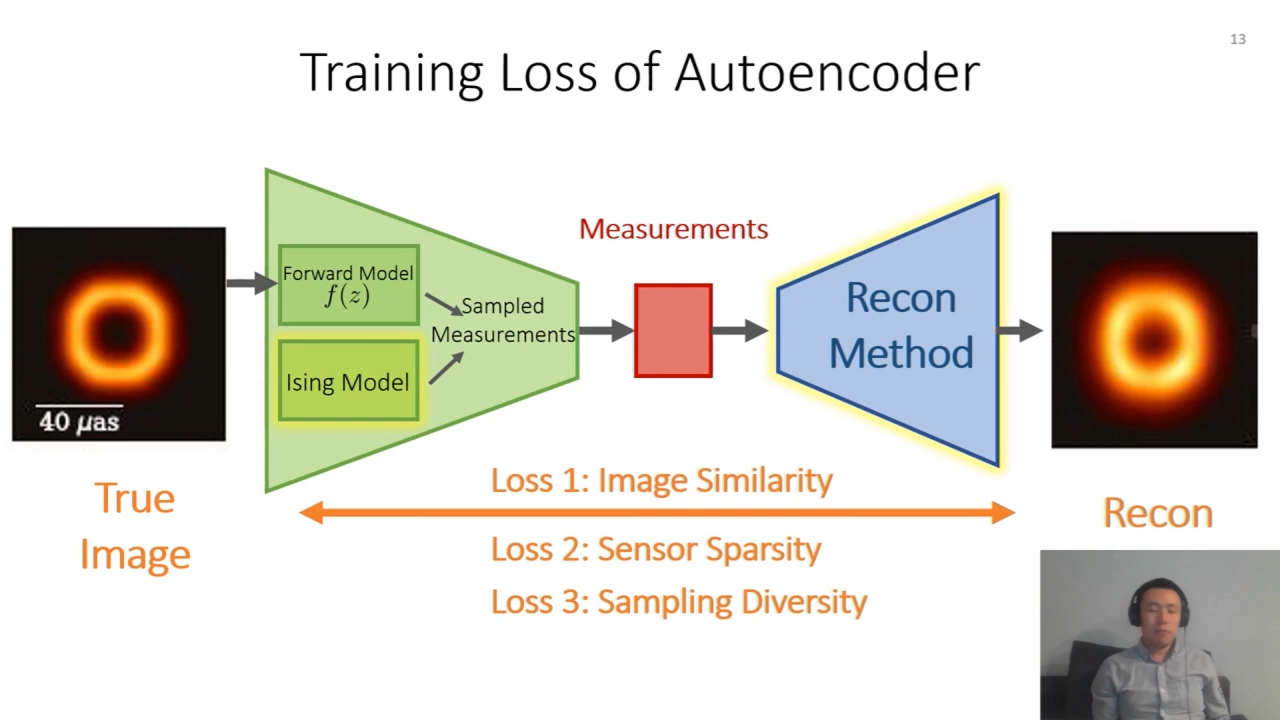 13
Training Loss of Autoencoder
Measurements
Forward Model
f(z)
Sampled
Measurements
Ising Model
Recon
Method
40 μas
True
Image
Loss 1: Image Similarity
Recon
Loss 2: Sensor Sparsity
Loss 3: Sampling Diversity